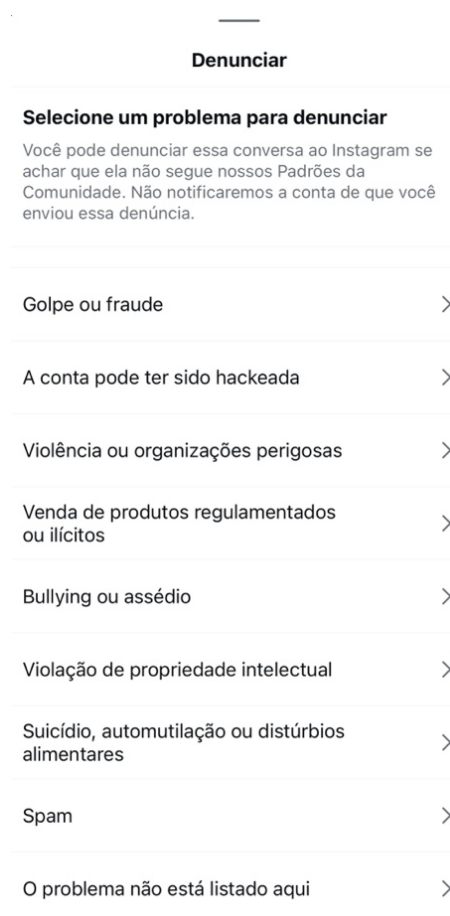 Denunciar
Selecione um problema para denunciar
Você pode denunciar essa conversa ao Instagram se
achar que ela não segue nossos Padrões da
Comunidade. Não notificaremos a conta de que você
enviou essa denúncia.
Golpe ou fraude
A conta pode ter sido hackeada
Violência ou organizações perigosas
Venda de produtos regulamentados
ou ilícitos
Bullying ou assédio
Violação de propriedade intelectual
Suicídio, automutilação ou distúrbios
alimentares
Spam
O problema não está listado aqui